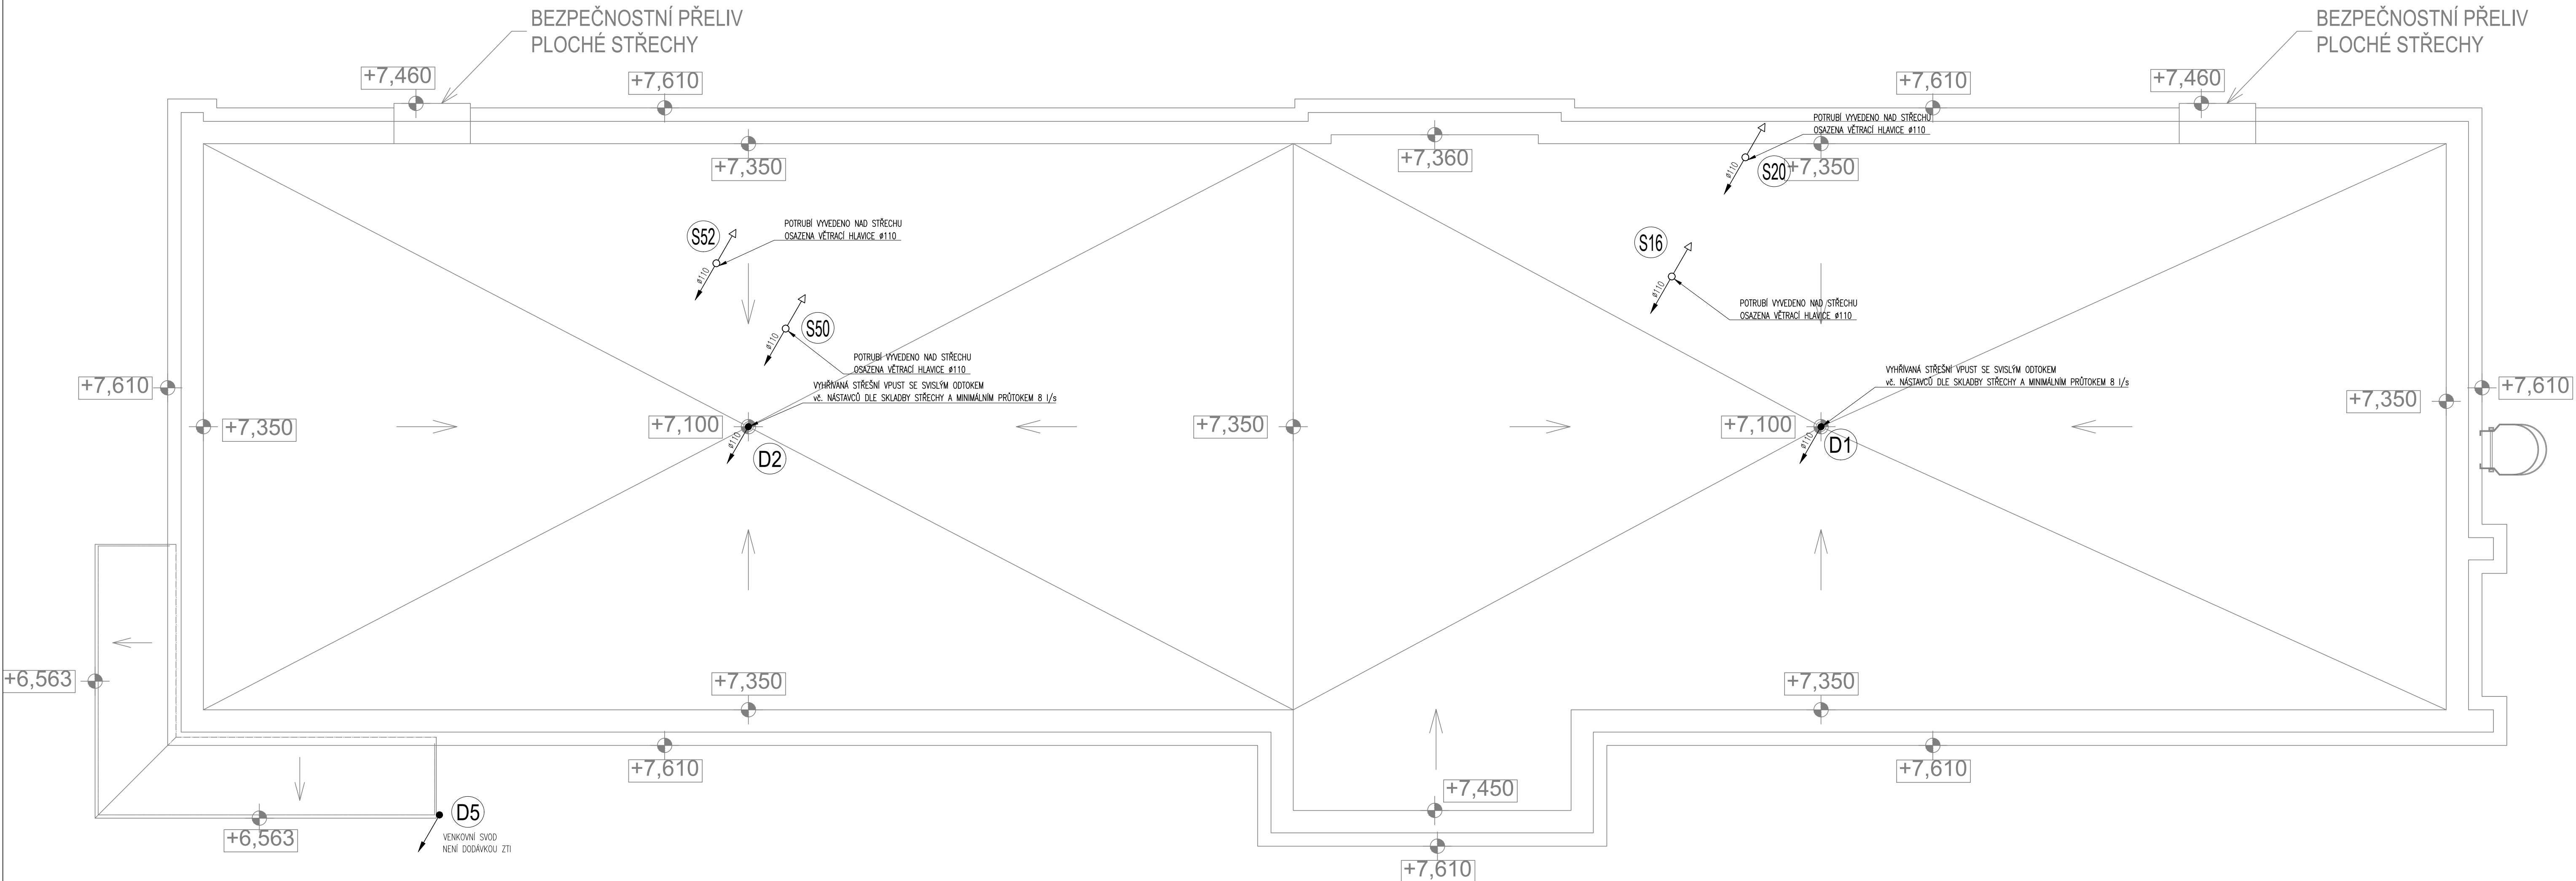 BEZPEČNOSTNÍ PŘELIV
PLOCHÉ STŘECHY
BEZPEČNOSTNÍ PŘELIV
PLOCHÉ STŘECHY
+7,460
+7,610
+7,610
+7,460
POTRUBÍ VYVEDENO NAD STŘECHU
OSAZENA VĚTRACÍ HLAVICE ø110
+7,350
+7,360
ø110
S20
+7,350
S52
POTRUBÍ VYVEDENO NAD STŘECHU
OSAZENA VĚTRACÍ HLAVICE ø110
ø110
S16
ø110
POTRUBÍ VYVEDENO NAD STŘECHU
OSAZENA VĚTRACÍ HLAVICE ø110
S50
ø110
POTRUBÍ VYVEDENO NAD STŘECHU
OSAZENA VĚTRACÍ HLAVICE ø110
VYHŘÍVANÁ STŘEŠNÍ VPUST SE SVISLÝM ODTOKEM
vč. NÁSTAVCŮ DLE SKLADBY STŘECHY A MINIMÁLNÍM PRŮTOKEM 8 l/s
VYHŘÍVANÁ STŘEŠNÍ VPUST SE SVISLÝM ODTOKEM
vč. NÁSTAVCŮ DLE SKLADBY STŘECHY A MINIMÁLNÍM PRŮTOKEM 8 l/s
+7,610
+7,610
+7,350
+7,350
+7,100
ø110
D2
+7,350
+7,100
ø110
D1
+6,563
+7,350
+7,350
+7,610
+7,610
+7,450
+6,563
D5
VENKOVNÍ SVOD
NENÍ DODÁVKOU ZTI
+7,610